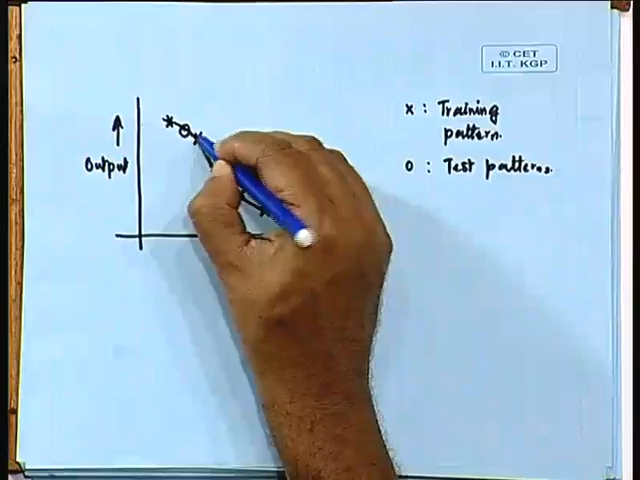 © CET
I.I.T. KGP
x : Training
pattern.
Output
o : Test patterns.